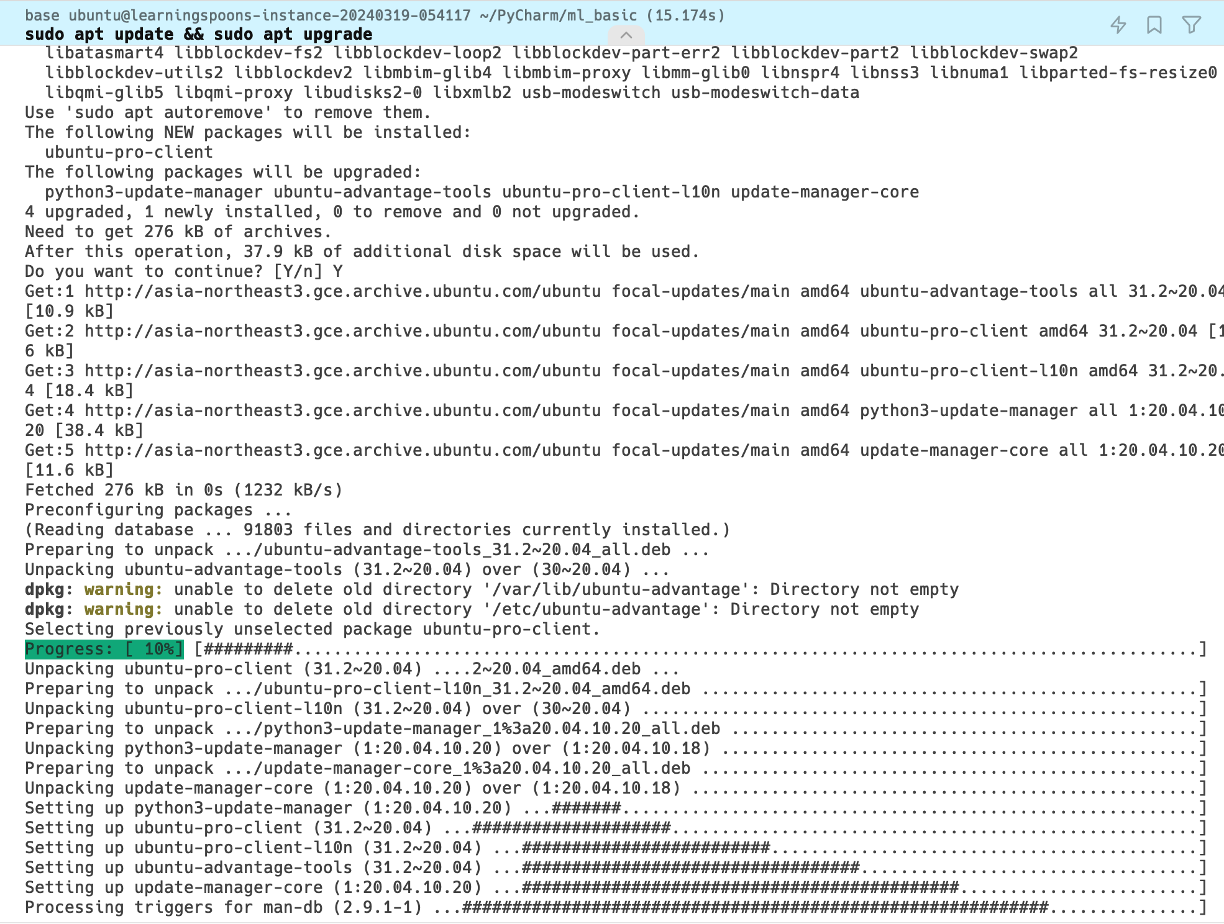 base ubuntu@learningspoons-instance-20240319-054117 ~/PyCharm/ml_basic (15.174s)
sudo apt update && sudo apt upgrade
libatasmart4 libblockdev-fs2 libblockdev-loop2 libblockdev-part-err2 libblockdev-part2 libblockdev-swap2
libblockdev-utils2 libblockdev2 libmbim-glib4 libmbim-proxy libmm-glib0 libnspr4 libnss3 libnuma1 libparted-fs-resize0
libqmi-glib5 libqmi-proxy libudisks2-0 libxmlb2 usb-modeswitch usb-modeswitch-data
Use 'sudo apt autoremove' to remove them.
The following NEW packages will be installed:
ubuntu-pro-client
The following packages will be upgraded:
python3-update-manager ubuntu-advantage-tools ubuntu-pro-client-l10n update-manager-core
4 upgraded, 1 newly installed, 0 to remove and 0 not upgraded.
Need to get 276 kB of archives.
After this operation, 37.9 kB of additional disk space will be used.
Do you want to continue? [Y/n] Y
Get:1 http://asia-northeast3.gce.archive.ubuntu.com/ubuntu focal-updates/main amd64 ubuntu-advantage-tools all 31.2~20.04
[10.9 kB]
Get:2 http://asia-northeast3.gce.archive.ubuntu.com/ubuntu focal-updates/main amd64 ubuntu-pro-client amd64 31.2~20.04 [1
6 kB]
Get:3 http://asia-northeast3.gce.archive.ubuntu.com/ubuntu focal-updates/main amd64 ubuntu-pro-client-l10n amd64 31.2~20.
4 [18.4 kB]
Get:4 http://asia-northeast3.gce.archive.ubuntu.com/ubuntu focal-updates/main amd64 python3-update-manager all 1:20.04.10
20 [38.4 kB]
Get:5 http://asia-northeast3.gce.archive.ubuntu.com/ubuntu focal-updates/main amd64 update-manager-core all 1:20.04.10.20
[11.6 kB]
Fetched 276 kB in 0s (1232 kB/s)
Preconfiguring packages ...
(Reading database ... 91803 files and directories currently installed.)
Preparing to unpack .../ubuntu-advantage-tools_31.2~20.04_all.deb ...
Unpacking ubuntu-advantage-tools (31.2~20.04) over (30~20.04) ...
dpkg: warning: unable to delete old directory '/var/lib/ubuntu-advantage': Directory not empty
dpkg: warning: unable to delete old directory '/etc/ubuntu-advantage': Directory not empty
Selecting previously unselected package ubuntu-pro-client.
Progress: [ 10%] [#########...........................................................................................]
Unpacking ubuntu-pro-client (31.2~20.04) ....2~20.04_amd64.deb ...
Preparing to unpack .../ubuntu-pro-client-l10n_31.2~20.04_amd64.deb ..................................................]
Unpacking ubuntu-pro-client-l10n (31.2~20.04) over (30~20.04) ........................................................]
Preparing to unpack .../python3-update-manager_1%3a20.04.10.20_all.deb ...............................................]
Unpacking python3-update-manager (1:20.04.10.20) over (1:20.04.10.18) ................................................]
Preparing to unpack .../update-manager-core_1%3a20.04.10.20_all.deb ..................................................]
Unpacking update-manager-core (1:20.04.10.20) over (1:20.04.10.18) ...................................................]
Setting up python3-update-manager (1:20.04.10.20) ...#######..........................................................]
Setting up ubuntu-pro-client (31.2~20.04) ...####################.....................................................]
Setting up ubuntu-pro-client-l10n (31.2~20.04) ...#########################...........................................]
Setting up ubuntu-advantage-tools (31.2~20.04) ...##################################..................................]
Setting up update-manager-core (1:20.04.10.20) ...############################################........................]
Processing triggers for man-db (2.9.1-1) ...###########################################################...............]